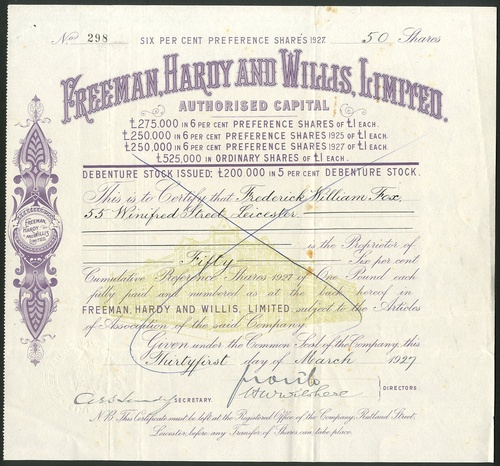 No. 298 SIX PER CENT PREFERENCE SHARES 1927. 50 Shares
FREEMAN, HARDY AND WILLIS, LIMITED.
AUTHORISED CAPITAL
£275,000 IN 6 PER CENT PREFERENCE SHARES OF £1 EACH.
£250,000 IN 6 PER CENT PREFERENCE SHARES 1925 OF £1 EACH.
£250,000 IN 6 PER CENT PREFERENCE SHARES 1927 OF £1 EACH.
£525,000 IN ORDINARY SHARES OF £1 EACH.
DEBENTURE STOCK ISSUED; £200,000 IN 5 PER CENT DEBENTURE STOCK.
This is to Certify that Frederick William Fox,
55 Winifred Street, Leicester.
is the Proprietor of
Fifty Six per cent
Cumulative Preference Shares 1927 of One Pound each
fully paid and numbered as at the back hereof in
FREEMAN, HARDY AND WILLIS, LIMITED subject to the Articles
of Association of the said Company.
Given under the Common Seal of the Company, this
Thirtyfirst day of March 1927
SECRETARY. DIRECTORS
N.B. This Certificate must be left at the Registered Office of the Company, Rutland Street,
Leicester, before any Transfer of Shares can take place.
FREEMAN,
HARDY
AND WILLIS
LIMITED